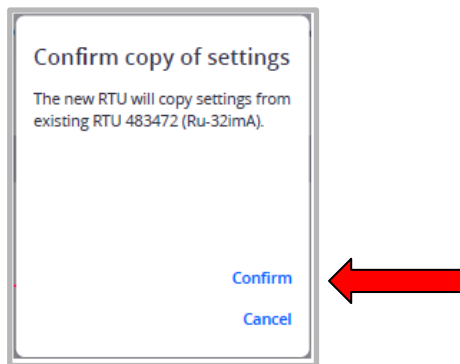 Confirm copy of settings
The new RTU will copy settings from
existing RTU 483472 (Ru-32imA).
Confirm
Cancel